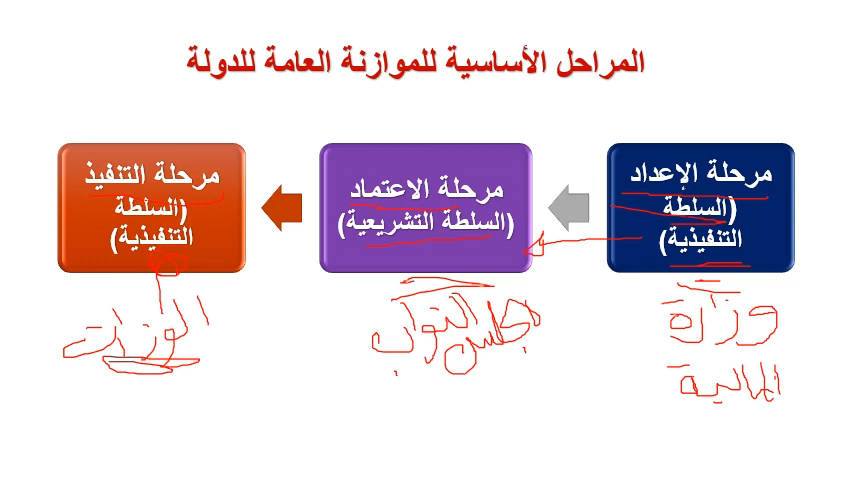 المراحل الأساسية للموازنة العامة للدولة
مرحلة الإعداد
(السلطة
التنفيذية)
مرحلة الاعتماد
(السلطة التشريعية)
مرحلة التنفيذ
(السلطة
التنفيذية)
وزارة
المالية
مجلس النواب
الوزارات